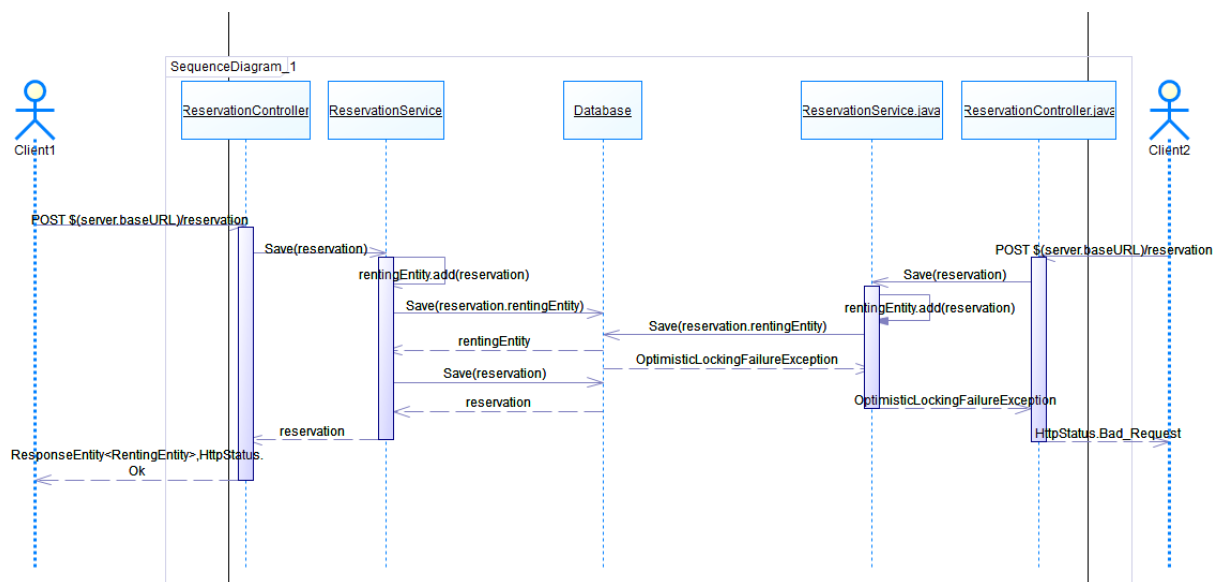 SequenceDiagram_1
ReservationController
ReservationService
Database
ReservationService.java
ReservationController.java
Client1
Client2
POST $(server.baseURL)/reservation
Save(reservation)
POST $(server.baseURL)/reservation
rentingEntity.add(reservation)
Save(reservation)
Save(reservation.rentingEntity)
rentingEntity.add(reservation)
Save(reservation.rentingEntity)
rentingEntity
OptimisticLockingFailureException
Save(reservation)
reservation
OptimisticLockingFailureException
reservation
HttpStatus.Bad_Request
ResponseEntity<RentingEntity>,HttpStatus.
Ok